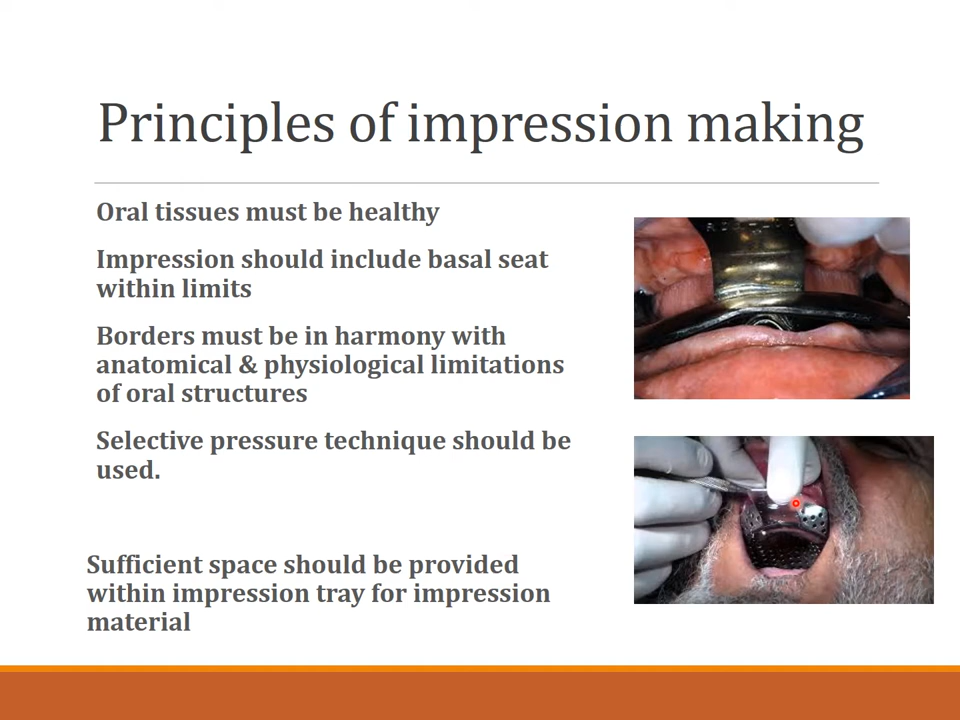 Principles of impression making
Oral tissues must be healthy
Impression should include basal seat
within limits
Borders must be in harmony with
anatomical & physiological limitations
of oral structures
Selective pressure technique should be
used.
Sufficient space should be provided
within impression tray for impression
material